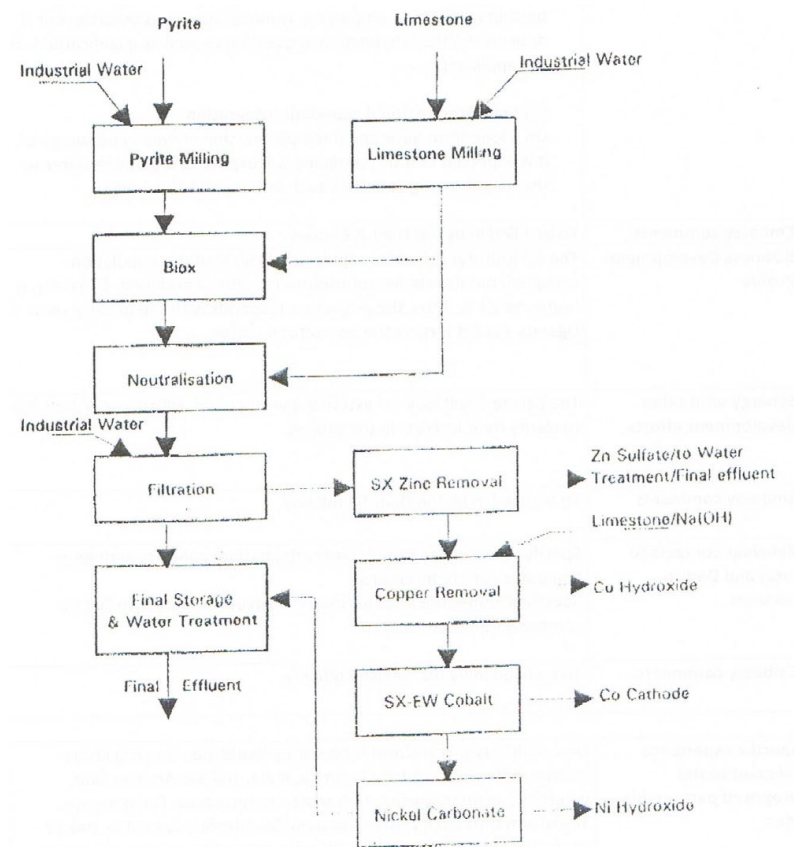 Pyrite
Limestone
Industrial Water
Industrial Water
Pyrite Milling
Limestone Milling
Biox
Neutralisation
Industrial Water
Filtration
SX Zinc Removal
Zn Sulfate/to Water
Treatment/Final effluent
Limestone/Na(OH)
Final Storage
& Water Treatment
Copper Removal
Cu Hydroxide
Final Effluent
SX-EW Cobalt
Co Cathode
Nickel Carbonate
Ni Hydroxide